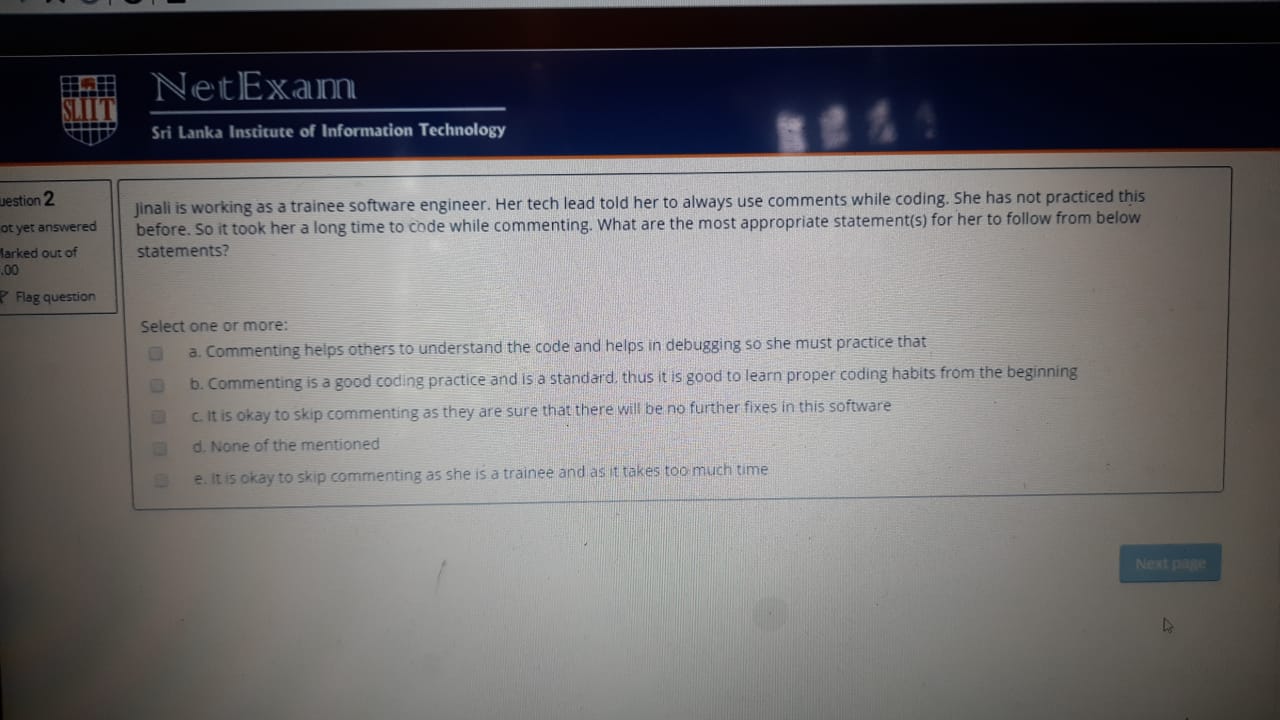 SLIIT
NetExam
Sri Lanka Institute of Information Technology
uestion 2
ot yet answered
Marked out of
.00
Flag question
Jinali is working as a trainee software engineer. Her tech lead told her to always use comments while coding. She has not practiced this
before. So it took her a long time to code while commenting. What are the most appropriate statement(s) for her to follow from below
statements?
Select one or more:
a. Commenting helps others to understand the code and helps in debugging so she must practice that
b. Commenting is a good coding practice and is a standard, thus it is good to learn proper coding habits from the beginning
c. It is okay to skip commenting as they are sure that there will be no further fixes in this software
d. None of the mentioned
e. It is okay to skip commenting as she is a trainee and as it takes too much time
Next page